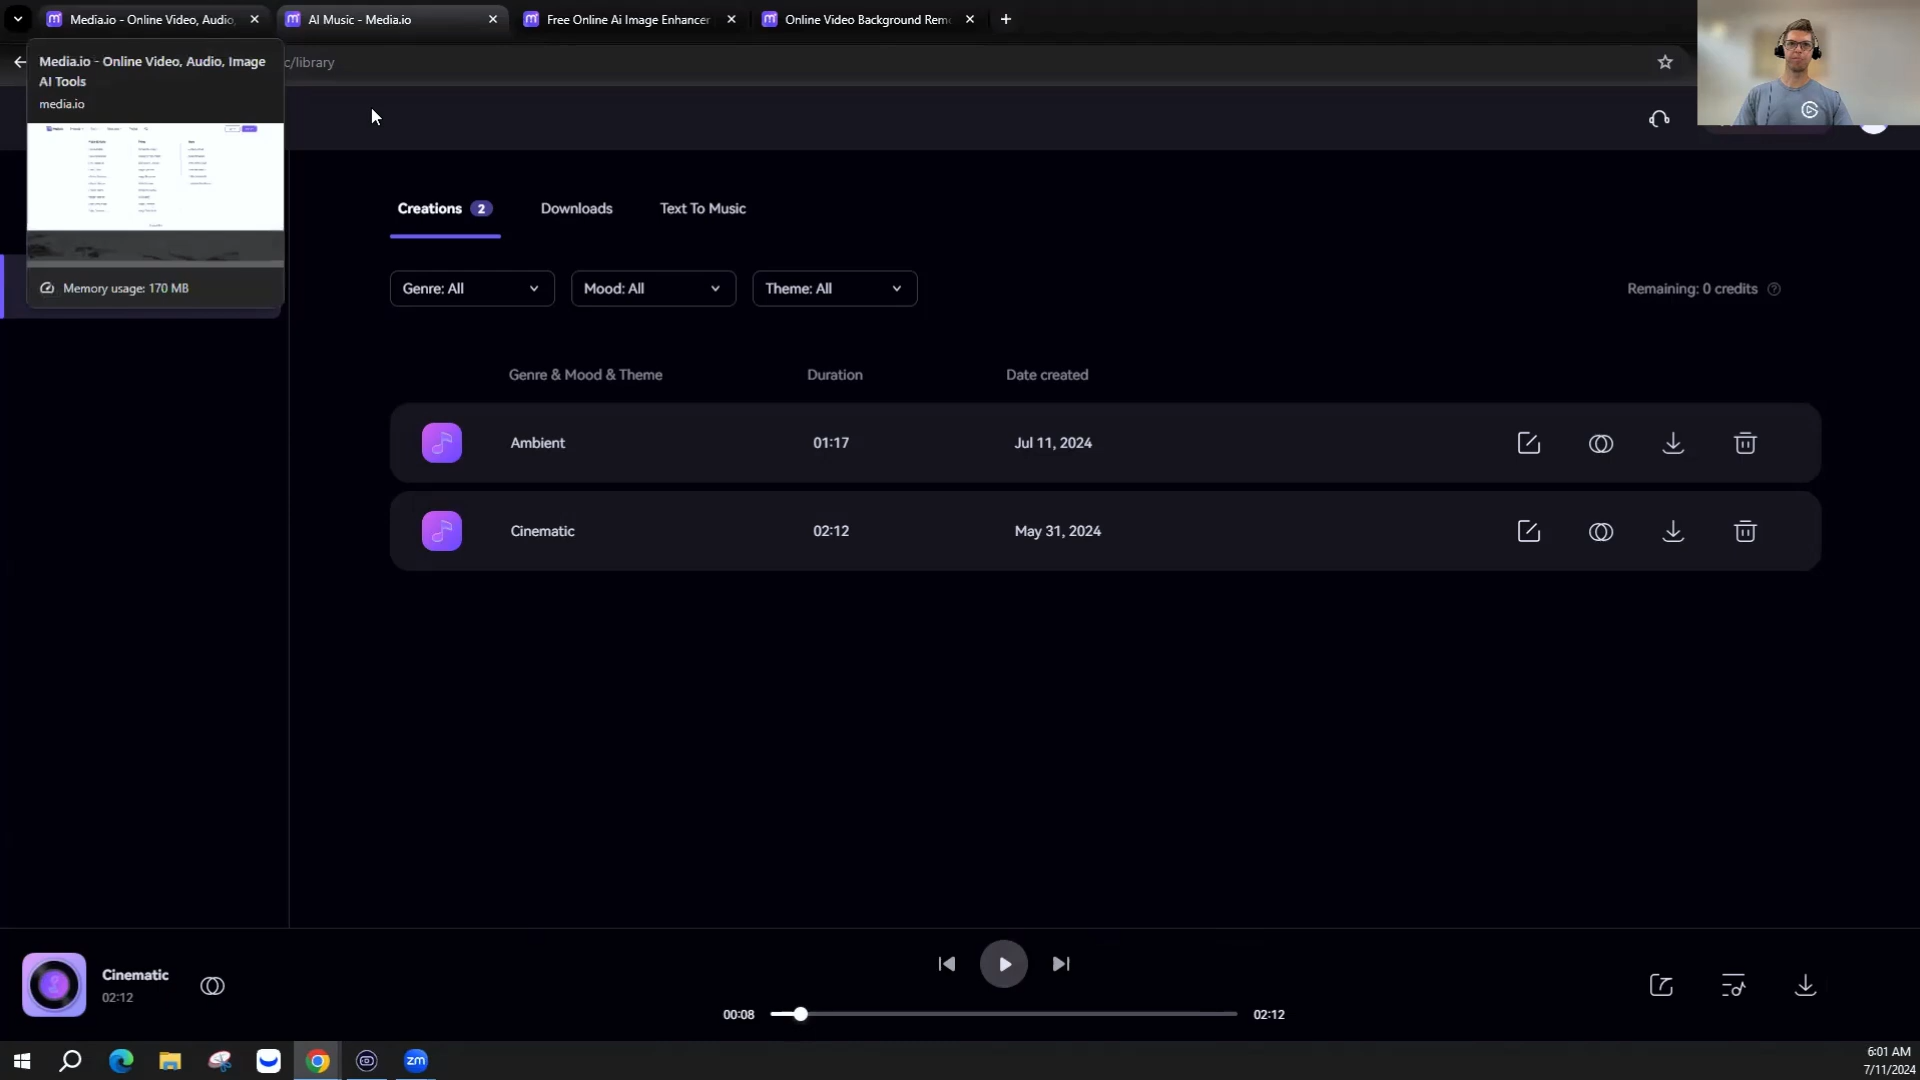 Media.io - Online Video, Audio,
AI Music - Media.io
Free Online Ai Image Enhancer
Online Video Background Rem
Media.io - Online Video, Audio, Image
AI Tools
media.io
c/library
Memory usage: 170 MB
Creations 2
Downloads
Text To Music
Genre: All
Mood: All
Theme: All
Remaining: 0 credits
Genre & Mood & Theme
Duration
Date created
Ambient
01:17
Jul 11, 2024
Cinematic
02:12
May 31, 2024
Cinematic
02:12
00:08
02:12
zm
6:01 AM
7/11/2024